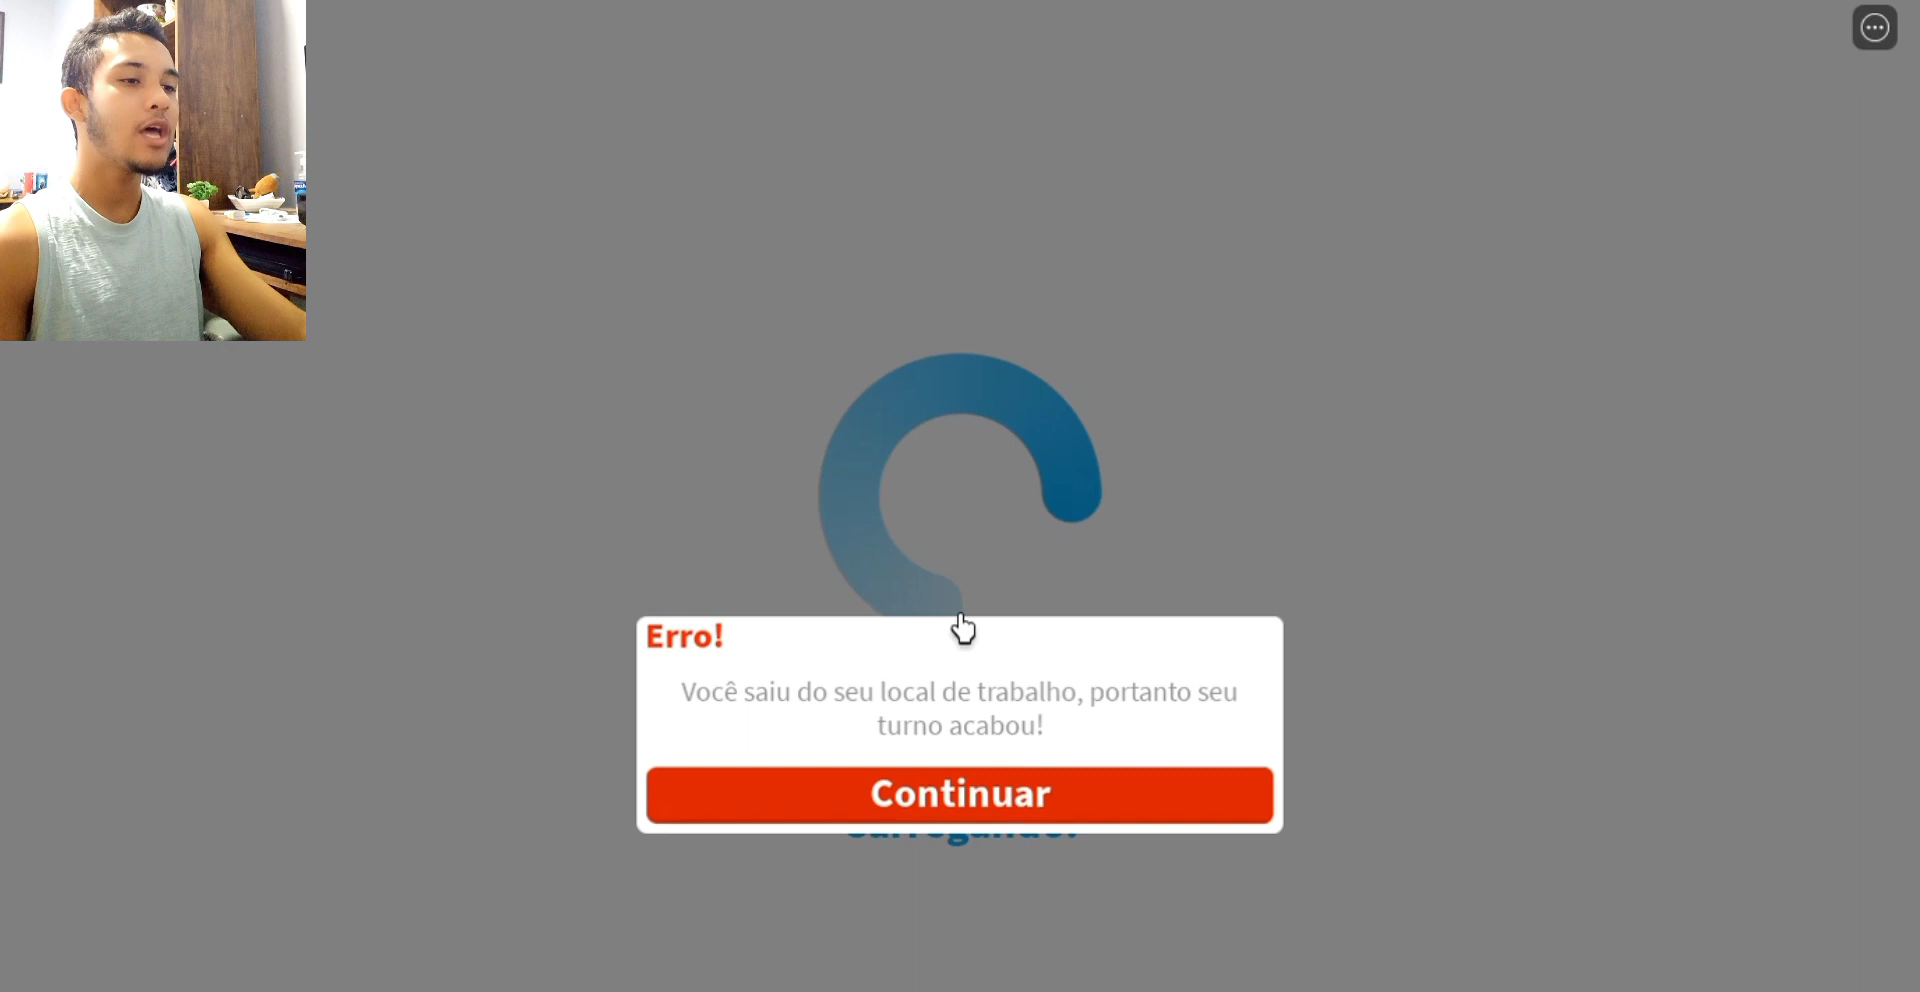 Erro!
Você saiu do seu local de trabalho, portanto seu
turno acabou!
Continuar